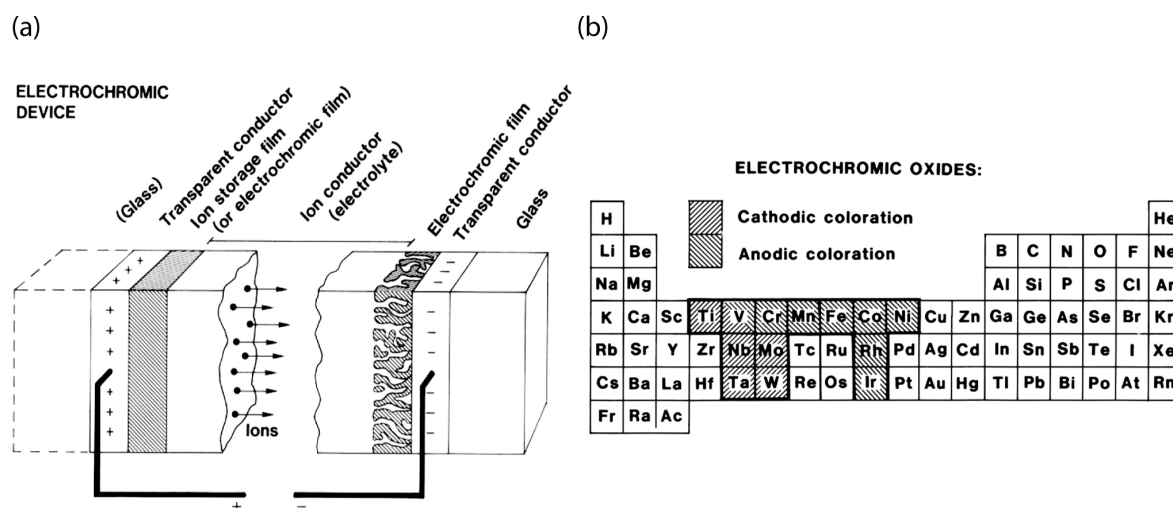 (a)
ELECTROCHROMIC
DEVICE
(Glass)
Transparent conductor
Ion storage film
(or electrochromic film)
Ion conductor
(electrolyte)
Electrochromic film
Transparent conductor
Glass
+ + +
+
+
+
+
+
+
- - -
-
-
-
-
-
-
Ions
+ -
(b)
ELECTROCHROMIC OXIDES:
Cathodic coloration
Anodic coloration
H He
Li Be B C N O F Ne
Na Mg Al Si P S Cl Ar
K Ca Sc Ti V Cr Mn Fe Co Ni Cu Zn Ga Ge As Se Br Kr
Rb Sr Y Zr Nb Mo Tc Ru Rh Pd Ag Cd In Sn Sb Te I Xe
Cs Ba La Hf Ta W Re Os Ir Pt Au Hg Tl Pb Bi Po At Rn
Fr Ra Ac